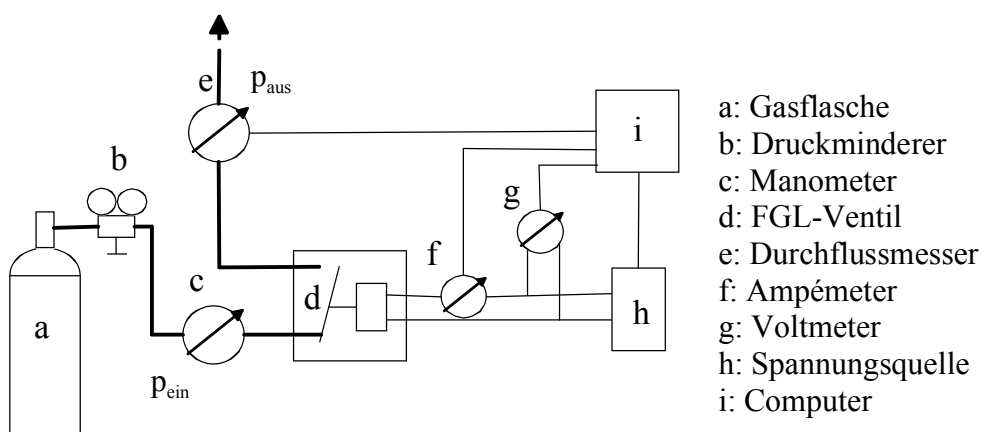 e
p_aus
b
i
g
f
c
d
h
a
p_ein
a: Gasflasche
b: Druckminderer
c: Manometer
d: FGL-Ventil
e: Durchflussmesser
f: Ampémeter
g: Voltmeter
h: Spannungsquelle
i: Computer